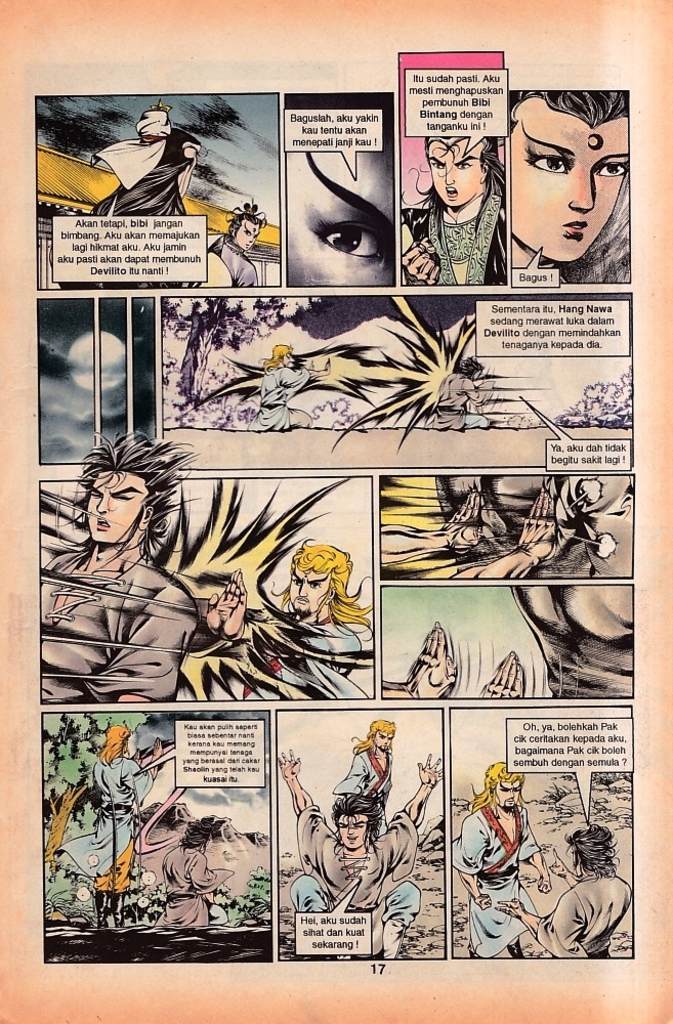 Akan tetapi, bibi jangan
bimbang. Aku akan memajukan
lagi hikmat aku. Aku jamin
aku pasti akan dapat membunuh
Devilito itu nanti !
Baguslah, aku yakin
kau tentu akan
menepati janji kau !
Itu sudah pasti. Aku
mesti menghapuskan
pembunuh Bibi
Bintang dengan
tanganku ini !
Bagus !
Sementara itu, Hang Nawa
sedang merawat luka dalam
Devilito dengan memindahkan
tenaganya kepada dia.
Ya, aku dah tidak
begitu sakit lagi !
Kau akan pulih seperti
biasa sebentar nanti
kerana kau memang
mempunyai tenaga
yang berasal dari cakar
Shaolin yang telah kau
kuasai itu.
Hei, aku sudah
sihat dan kuat
sekarang !
Oh, ya, bolehkah Pak
cik ceritakan kepada aku,
bagaimana Pak cik boleh
sembuh dengan semula ?
17